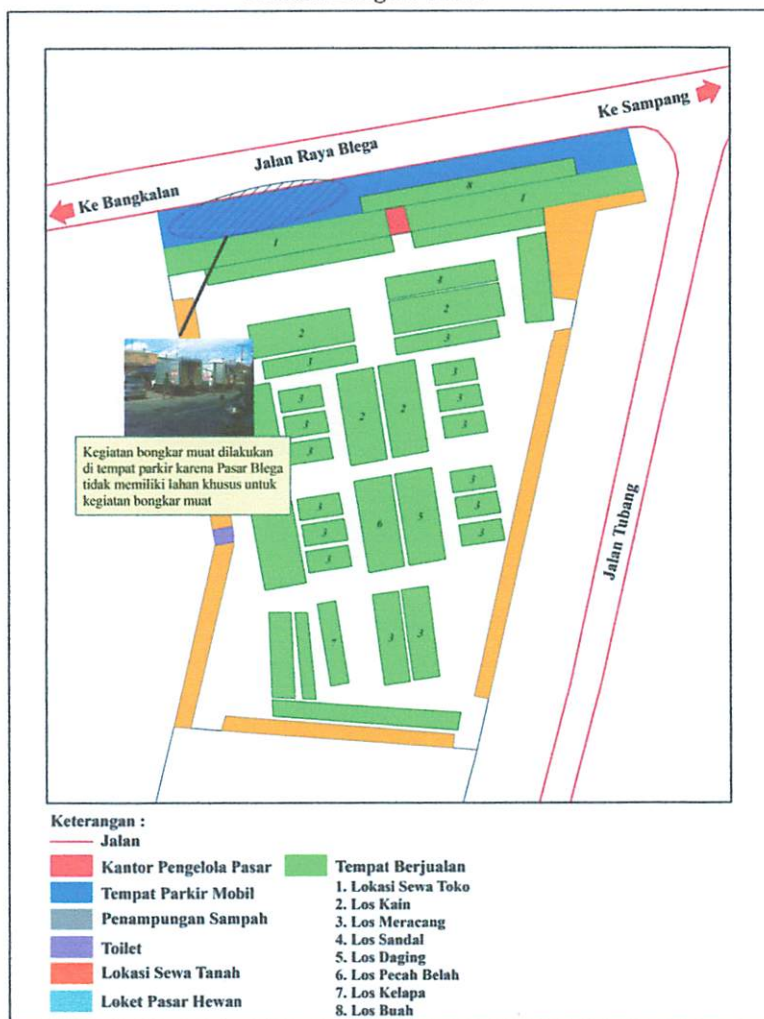 Ke Sampang
Jalan Raya Blega
Ke Bangkalan
8
1
1
2
2
3
3
3
3
3
2
2
3
3
3
Kegiatan bongkar muat dilakukan
di tempat parkir karena Pasar Blega
tidak memiliki lahan khusus untuk
kegiatan bongkar muat
3
3
3
6
5
3
3
3
Jalan Tubang
7
3
3
Keterangan :
Jalan
Kantor Pengelola Pasar
Tempat Parkir Mobil
Penampungan Sampah
Toilet
Lokasi Sewa Tanah
Loket Pasar Hewan
Tempat Berjualan
1. Lokasi Sewa Toko
2. Los Kain
3. Los Meracang
4. Los Sandal
5. Los Daging
6. Los Pecah Belah
7. Los Kelapa
8. Los Buah